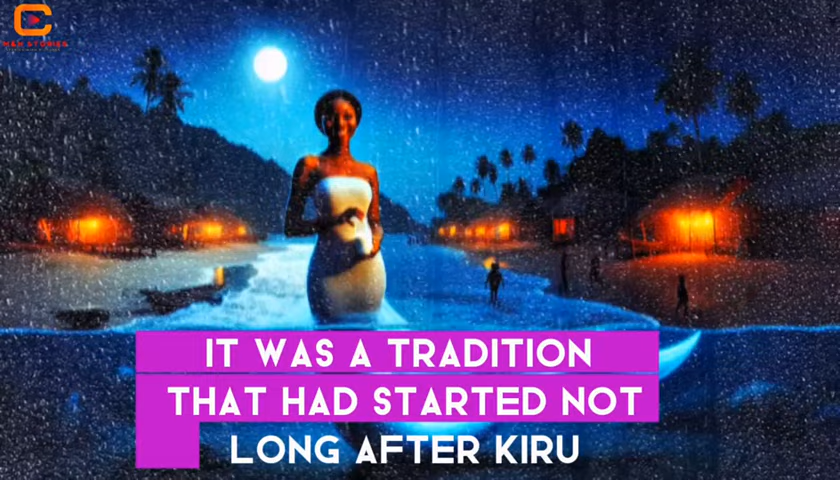 IT WAS A TRADITION
THAT HAD STARTED NOT
LONG AFTER KIRU